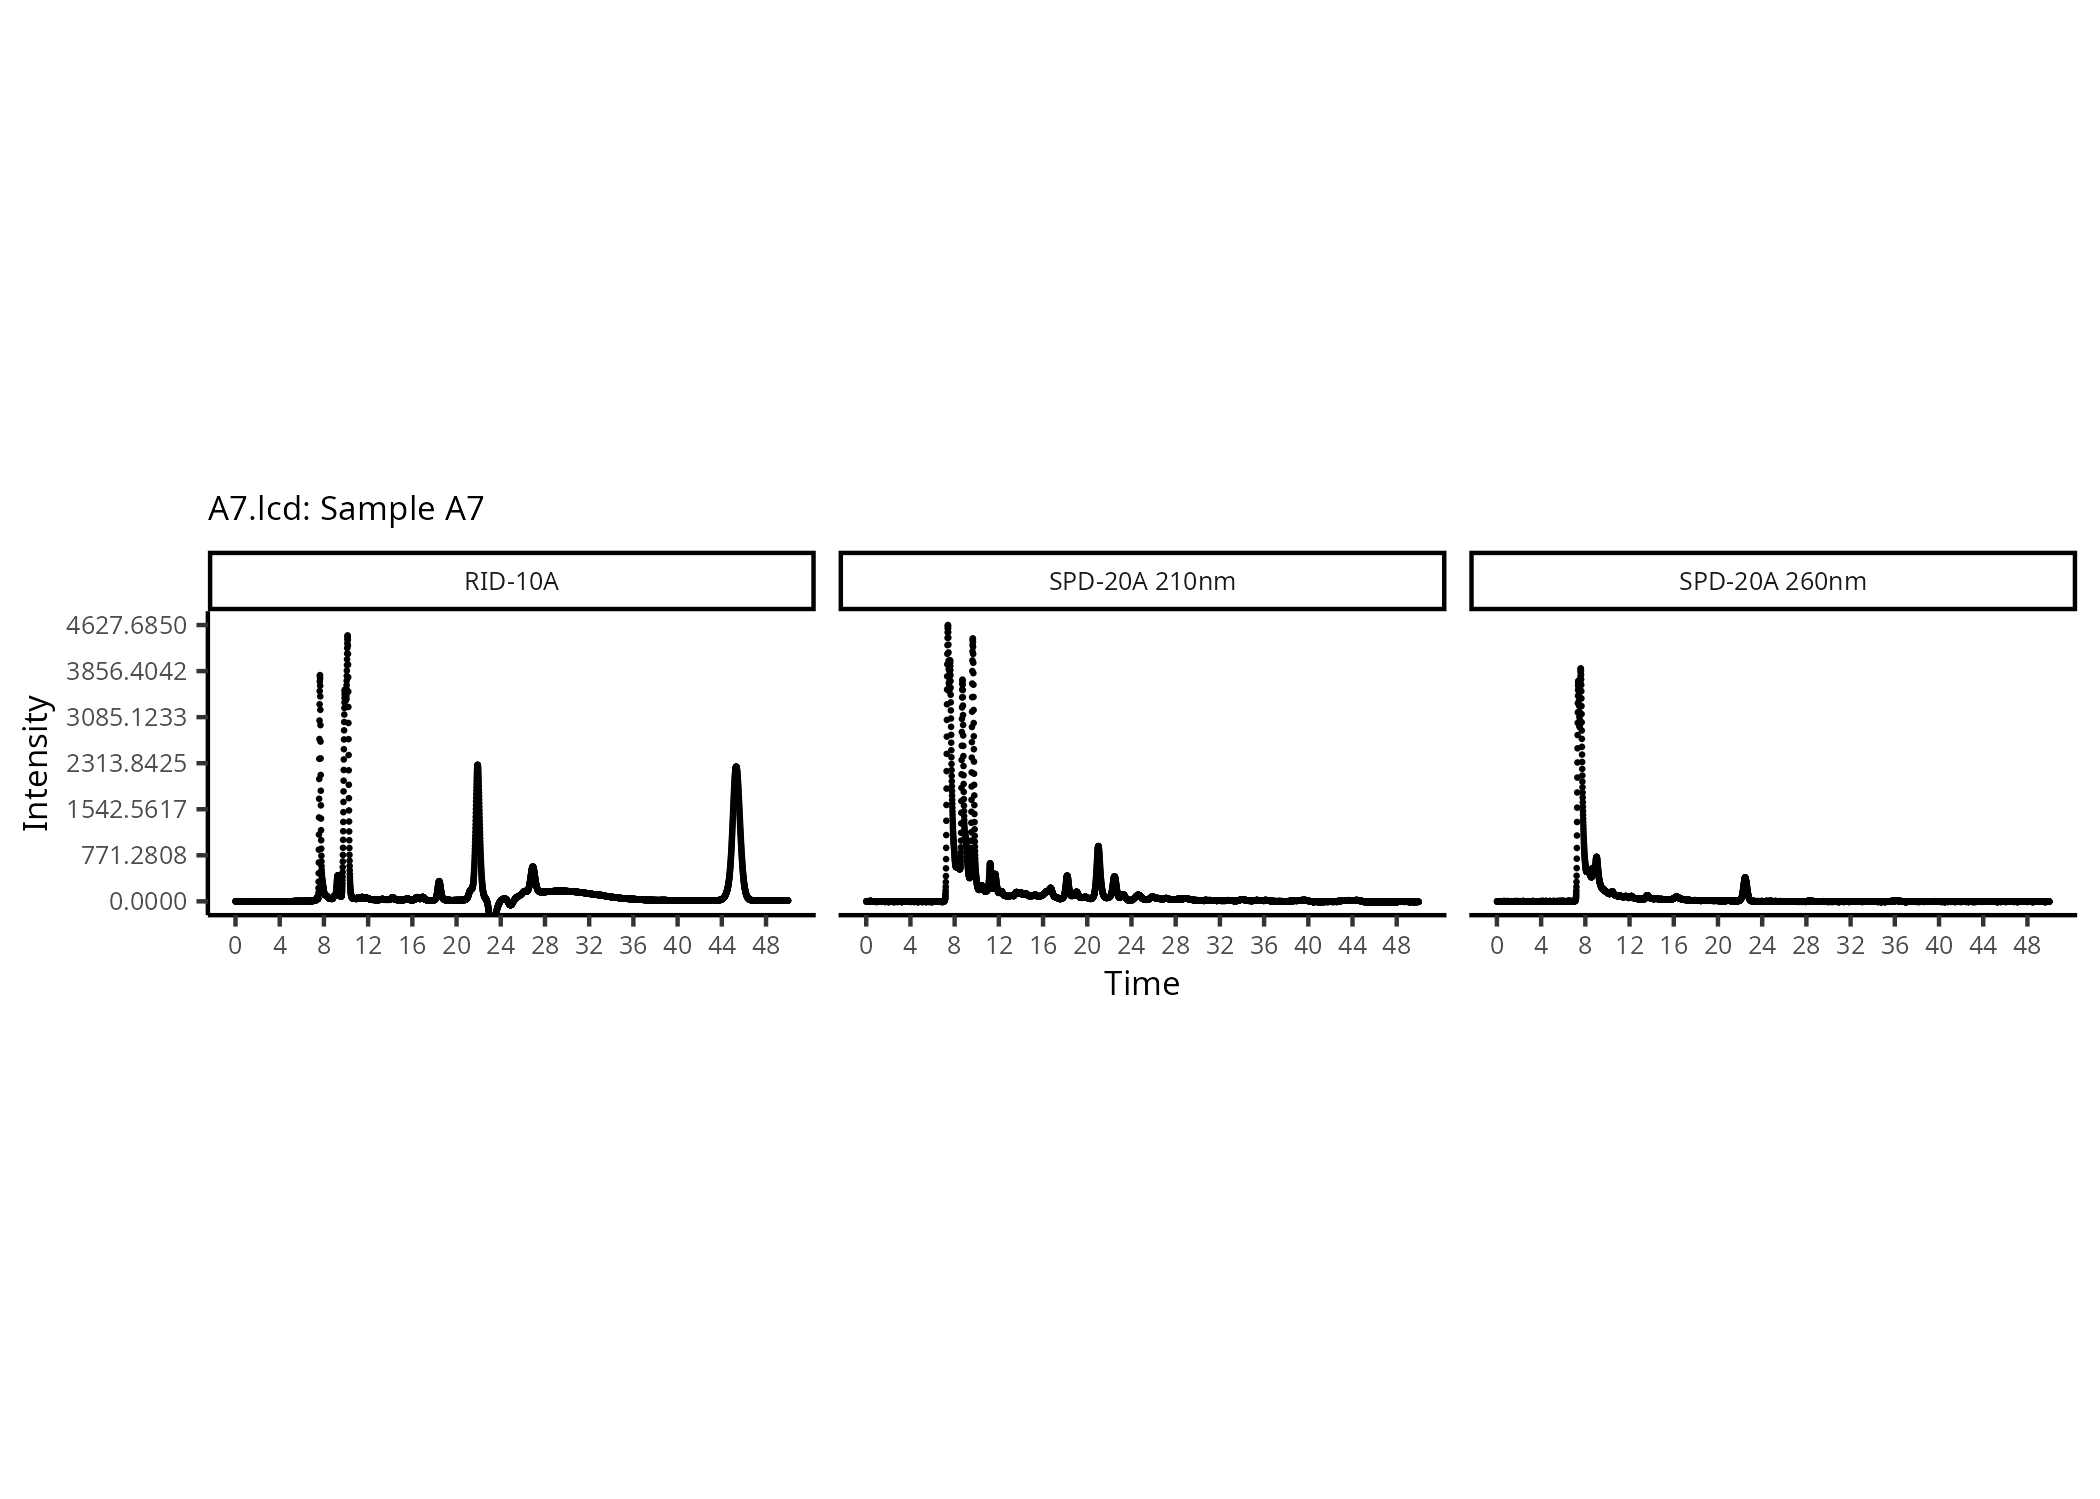 A7.lcd: Sample A7
RID-10A
SPD-20A 210nm
SPD-20A 260nm
Intensity
4627.6850
3856.4042
3085.1233
2313.8425
1542.5617
771.2808
0.0000
0 4 8 12 16 20 24 28 32 36 40 44 48
0 4 8 12 16 20 24 28 32 36 40 44 48
0 4 8 12 16 20 24 28 32 36 40 44 48
Time